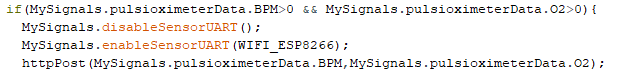 if(MySignals.pulsioximeterData.BPM>0 && MySignals.pulsioximeterData.O2>0){
MySignals.disableSensorUART();
MySignals.enableSensorUART(WIFI_ESP8266);
httpPost(MySignals.pulsioximeterData.BPM,MySignals.pulsioximeterData.O2);